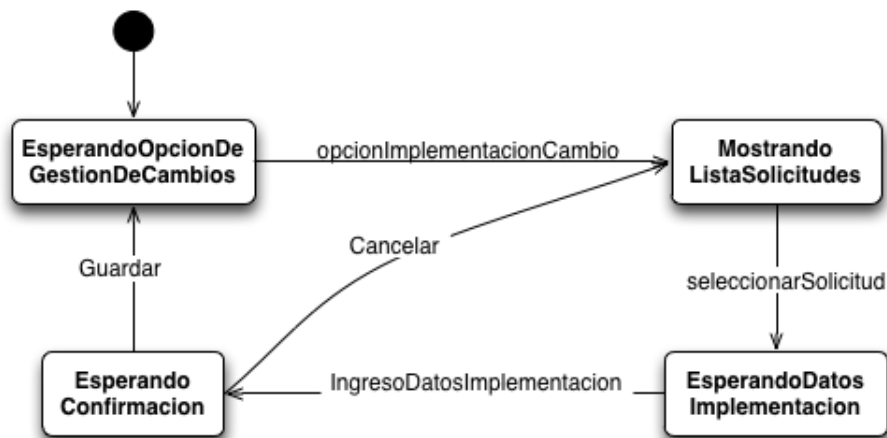 EsperandoOpcionDe
GestionDeCambios
opcionImplementacionCambio
Mostrando
ListaSolicitudes
Cancelar
Guardar
seleccionarSolicitud
Esperando
Confirmacion
IngresoDatosImplementacion
EsperandoDatos
Implementacion